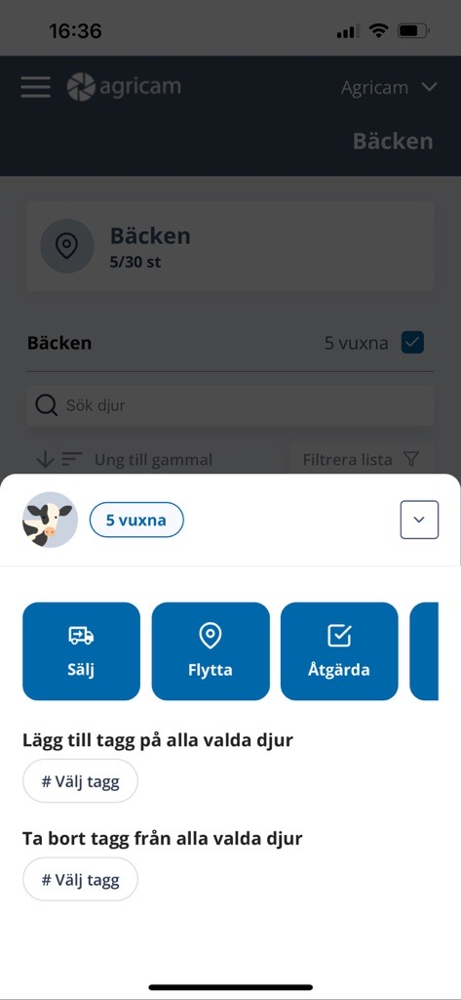 16:36
agricam
Agricam
Bäcken
Bäcken
5/30 st
Bäcken 5 vuxna
Sök djur
Ung till gammal Filtrera lista
5 vuxna
Sälj Flytta Åtgärda
Lägg till tagg på alla valda djur
# Välj tagg
Ta bort tagg från alla valda djur
# Välj tagg